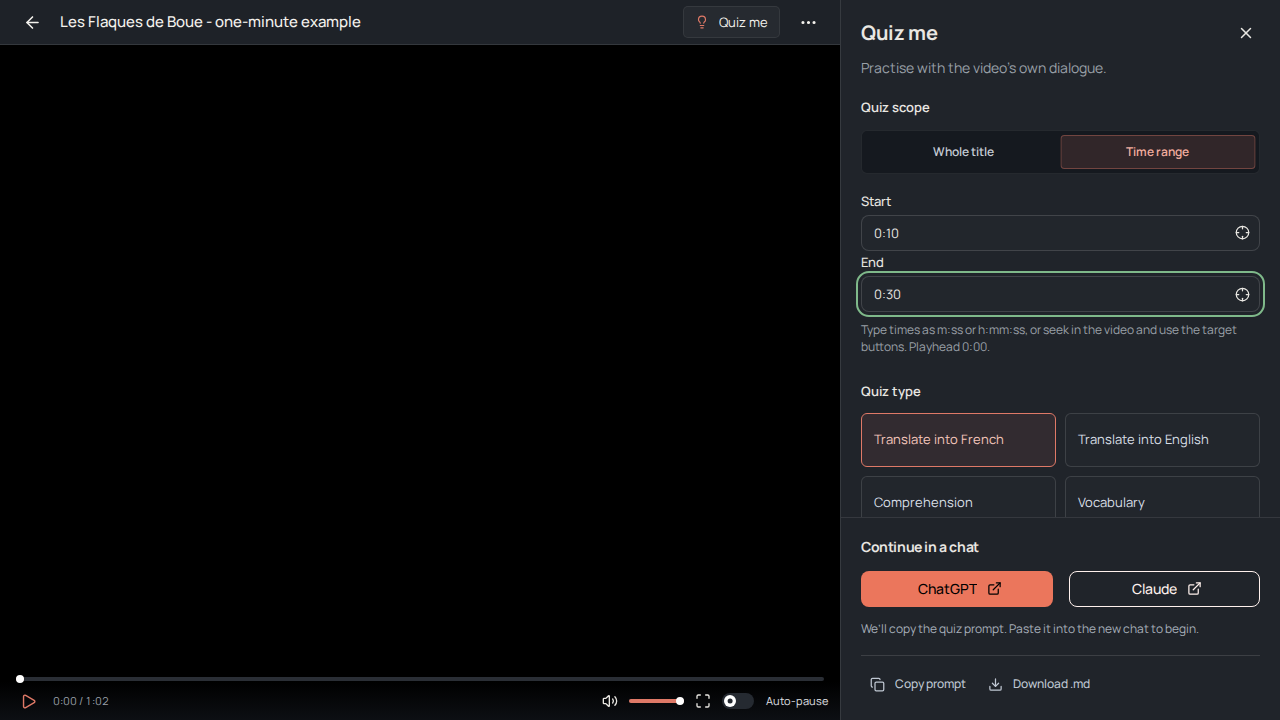 Les Flaques de Boue - one-minute example
Quiz me
Quiz me
Practise with the video's own dialogue.
Quiz scope
Whole title
Time range
Start
0:10
End
0:30
Type times as m:ss or h:mm:ss, or seek in the video and use the target
buttons. Playhead 0:00.
Quiz type
Translate into French
Translate into English
Comprehension
Vocabulary
Continue in a chat
ChatGPT
Claude
We'll copy the quiz prompt. Paste it into the new chat to begin.
Copy prompt
Download .md
0:00 / 1:02
Auto-pause